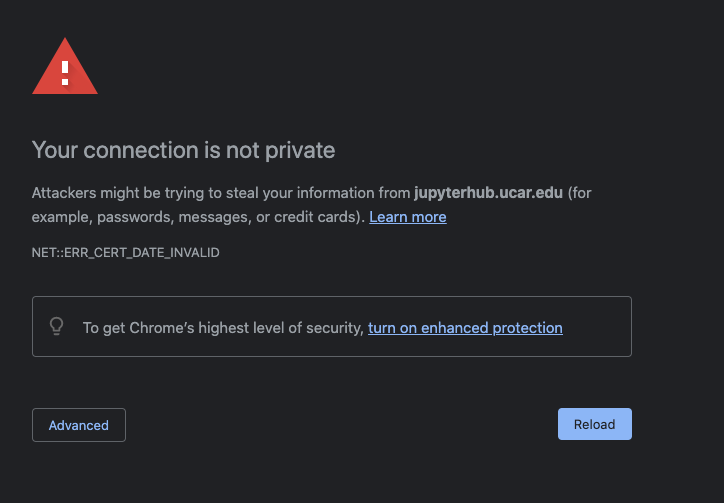 Your connection is not private
Attackers might be trying to steal your information from jupyterhub.ucar.edu (for
example, passwords, messages, or credit cards). Learn more
NET::ERR_CERT_DATE_INVALID
To get Chrome's highest level of security, turn on enhanced protection
Advanced
Reload